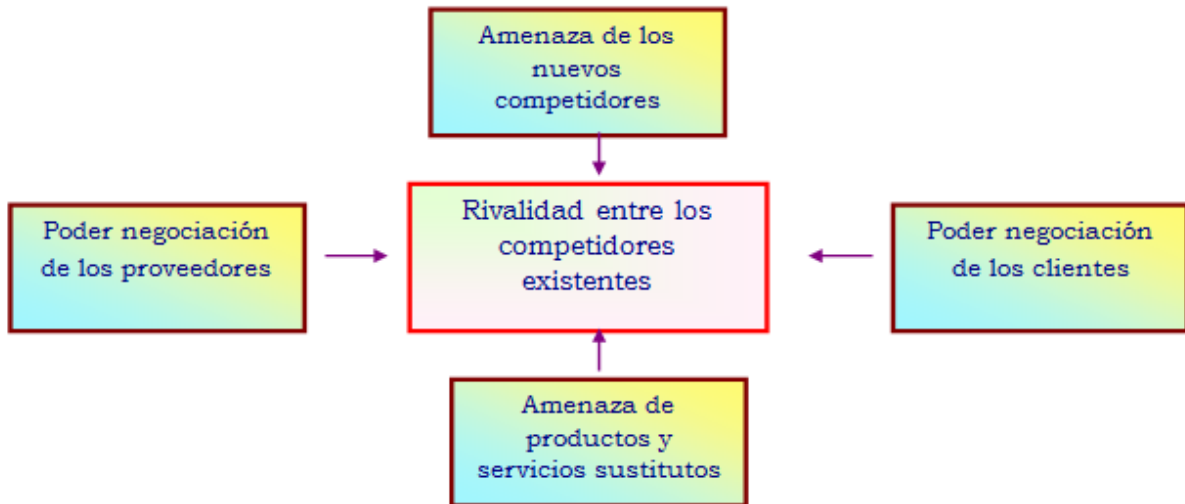 Amenaza de los
nuevos
competidores
Poder negociación
de los proveedores
Rivalidad entre los
competidores
existentes
Poder negociación
de los clientes
Amenaza de
productos y
servicios sustitutos